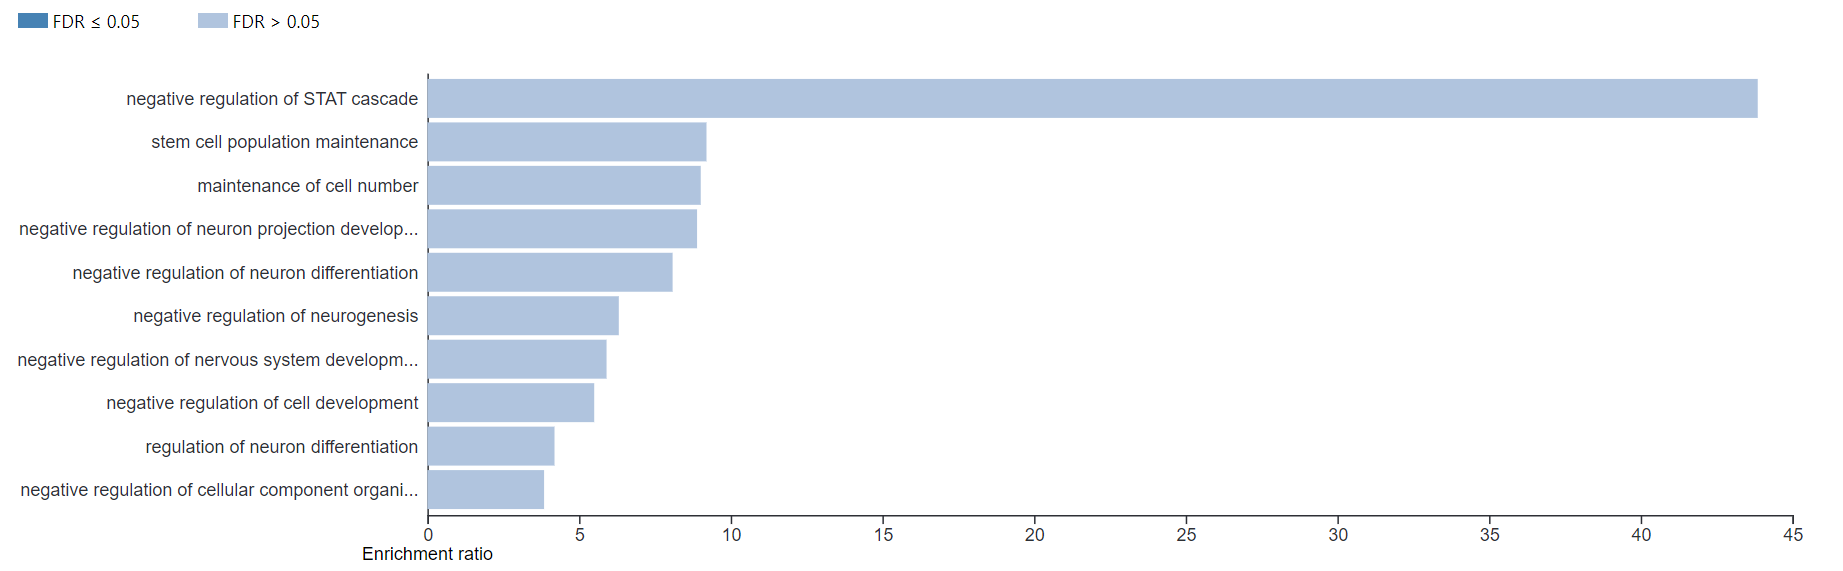 FDR ≤ 0.05
FDR > 0.05
negative regulation of STAT cascade
stem cell population maintenance
maintenance of cell number
negative regulation of neuron projection develop...
negative regulation of neuron differentiation
negative regulation of neurogenesis
negative regulation of nervous system developm...
negative regulation of cell development
regulation of neuron differentiation
negative regulation of cellular component organi...
0 5 10 15 20 25 30 35 40 45
Enrichment ratio